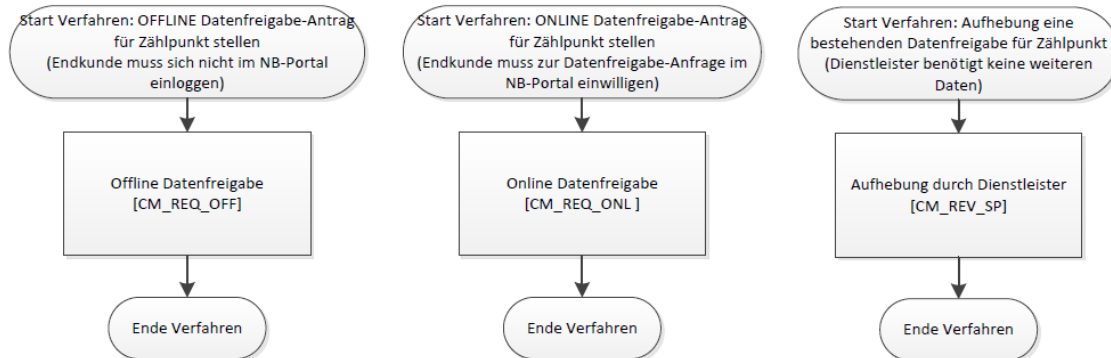 Start Verfahren: OFFLINE Datenfreigabe-Antrag
für Zählpunkt stellen
(Endkunde muss sich nicht im NB-Portal
einloggen)
Offline Datenfreigabe
[CM_REQ_OFF]
Ende Verfahren
Start Verfahren: ONLINE Datenfreigabe-Antrag
für Zählpunkt stellen
(Endkunde muss zur Datenfreigabe-Anfrage im
NB-Portal einwilligen)
Online Datenfreigabe
[CM_REQ_ONL ]
Ende Verfahren
Start Verfahren: Aufhebung eine
bestehenden Datenfreigabe für Zählpunkt
(Dienstleister benötigt keine weiteren
Daten)
Aufhebung durch Dienstleister
[CM_REV_SP]
Ende Verfahren